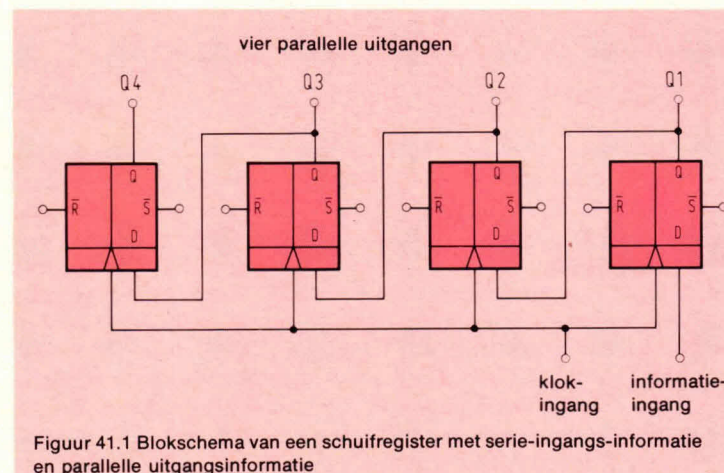 vier parallelle uitgangen
Q4 Q3 Q2 Q1
Q Q Q Q
R̅ S̅ R̅ S̅ R̅ S̅ R̅ S̅
D D D D
klok- informatie-
ingang ingang
Figuur 41.1 Blokschema van een schuifregister met serie-ingangs-informatie
en parallelle uitgangsinformatie